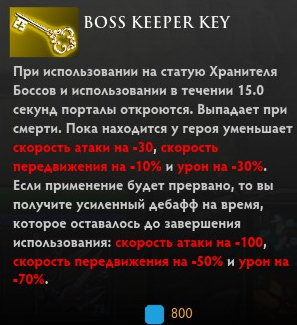 BOSS KEEPER KEY
При использовании на статую Хранителя
Боссов и использовании в течении 15.0
секунд порталы откроются. Выпадает при
смерти. Пока находится у героя уменьшает
скорость атаки на -30, скорость
передвижения на -10% и урон на -30%.
Если применение будет прервано, то вы
получите усиленный дебафф на время,
которое оставалось до завершения
использования: скорость атаки на -100,
скорость передвижения на -50% и урон на
-70%.
800